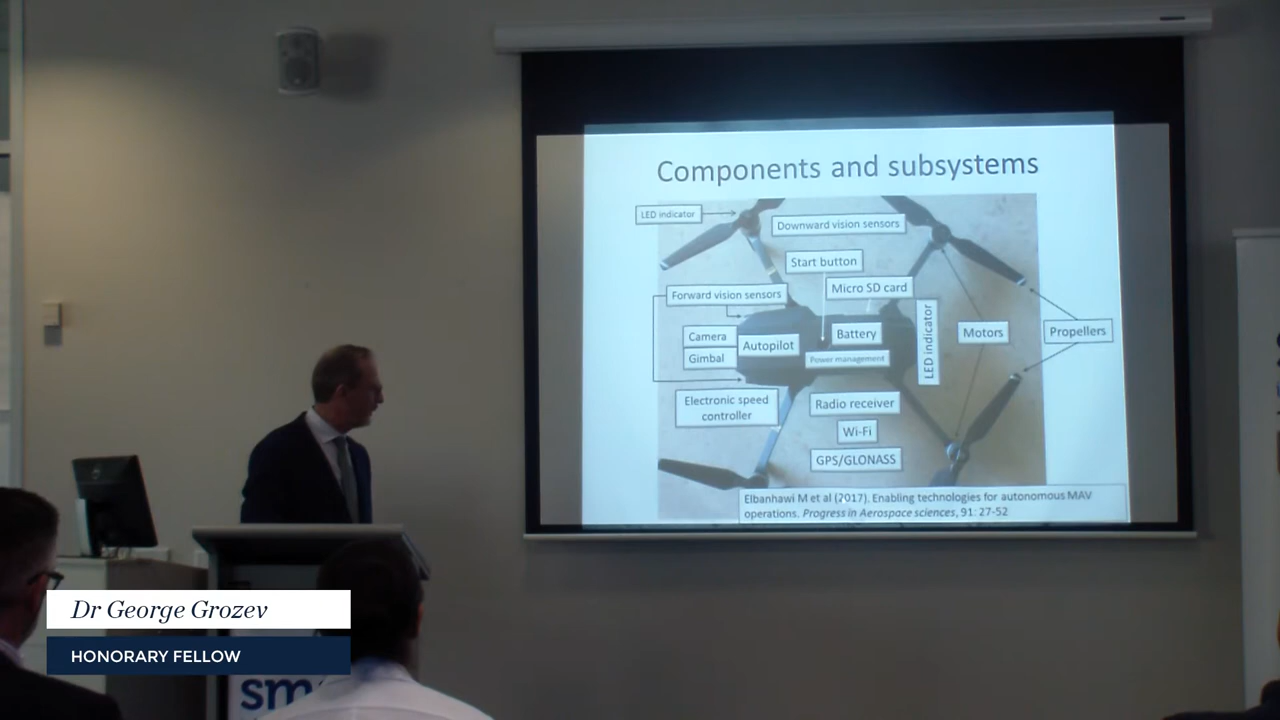 Components and subsystems
LED indicator
Downward vision sensors
Start button
Micro SD card
Forward vision sensors
Camera
Gimbal
Autopilot
Battery
Power management
LED indicator
Motors
Propellers
Electronic speed
controller
Radio receiver
Wi-Fi
GPS/GLONASS
Elbanhawi M et al (2017). Enabling technologies for autonomous MAV
operations. Progress in Aerospace sciences, 91: 27-52
Dr George Grozev
HONORARY FELLOW